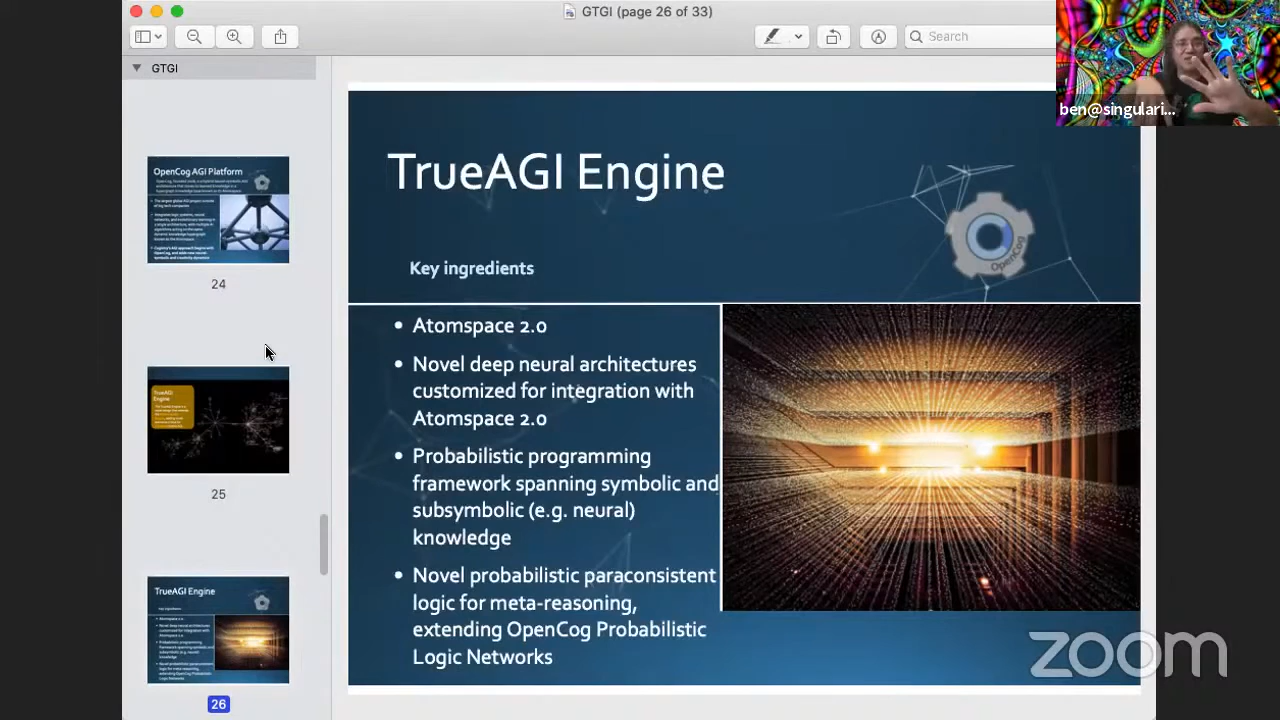 GTGI (page 26 of 33)
Search
GTGI
ben@singulari...
OpenCog AGI Platform
24
TrueAGI
Engine
25
TrueAGI Engine
Key ingredients
26
TrueAGI Engine
OpenCog
Key ingredients
• Atomspace 2.0
• Novel deep neural architectures
customized for integration with
Atomspace 2.0
• Probabilistic programming
framework spanning symbolic and
subsymbolic (e.g. neural)
knowledge
• Novel probabilistic paraconsistent
logic for meta-reasoning,
extending OpenCog Probabilistic
Logic Networks
zoom